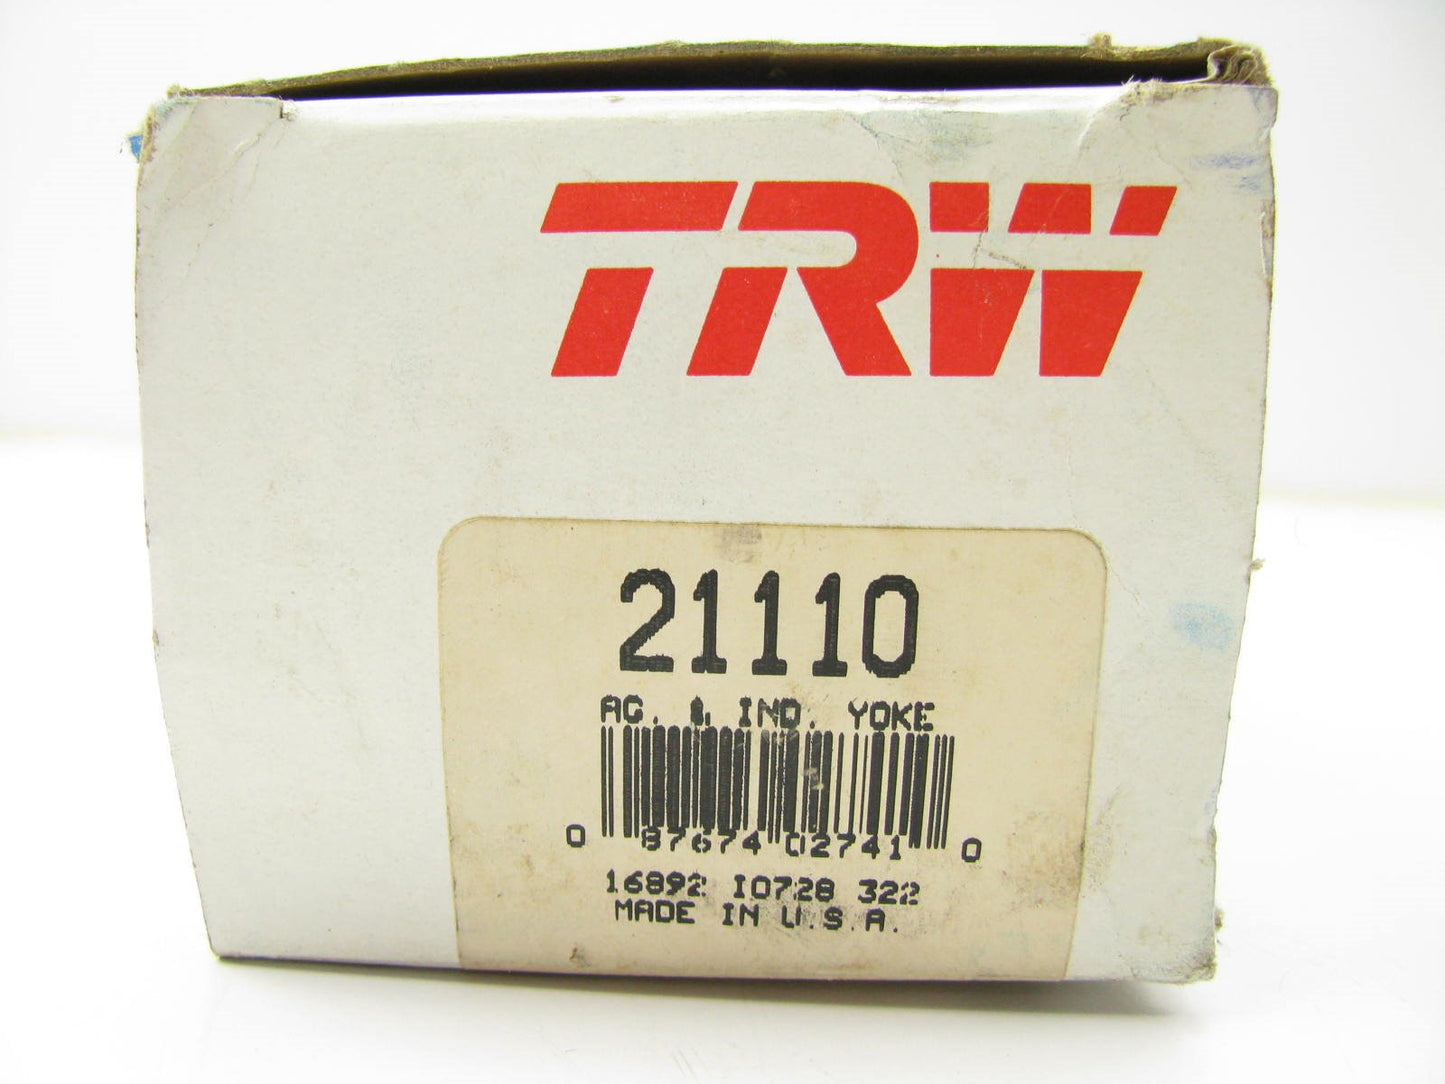 TRW
21110
AG. & IND. YOKE
0 87674 02741 0
16892 I0728 322
MADE IN U.S.A.